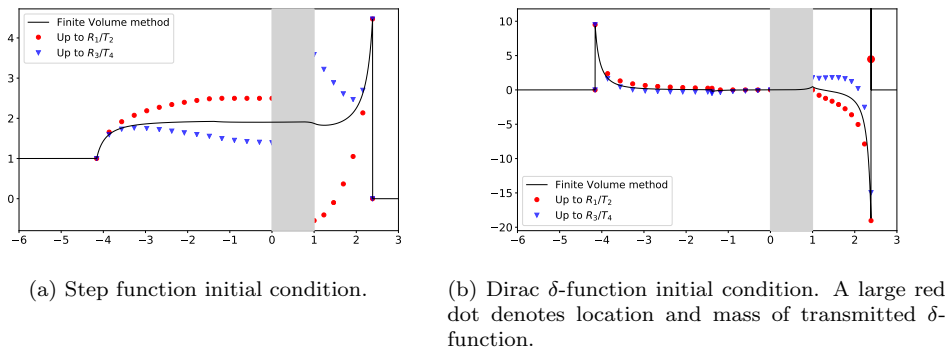 Finite Volume method
Up to R₁/T₂
Up to R₃/T₄
4
3
2
1
0
−6 −5 −4 −3 −2 −1 0 1 2 3
(a) Step function initial condition.
10
5
0
−5
−10
−15
−20
Finite Volume method
Up to R₁/T₂
Up to R₃/T₄
−6 −5 −4 −3 −2 −1 0 1 2 3
(b) Dirac δ-function initial condition. A large red
dot denotes location and mass of transmitted δ-
function.